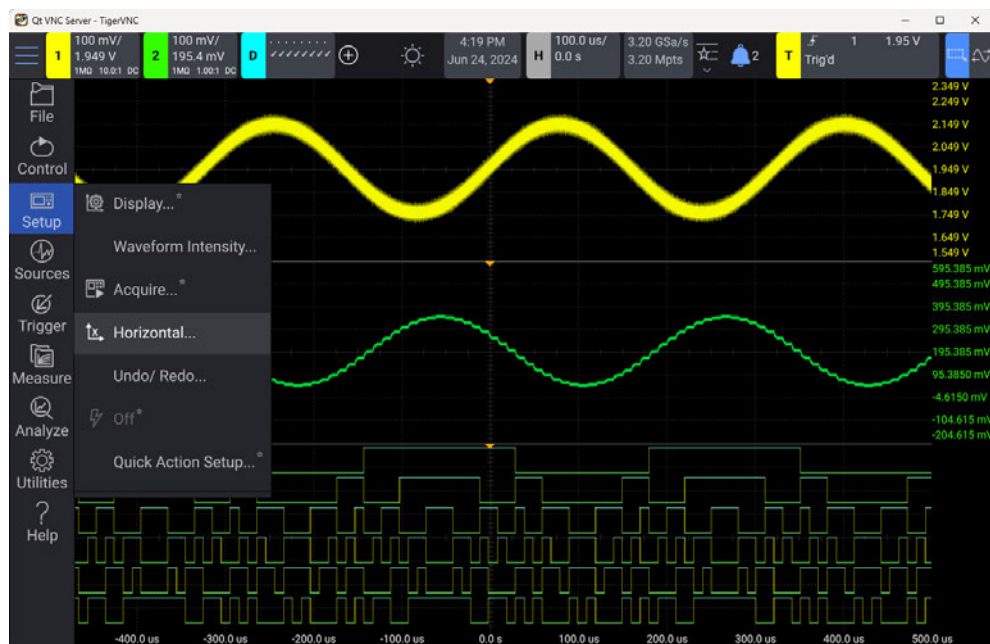 Qt VNC Server - TigerVNC
1 100 mV/ 1.949 V 1MΩ 10.0:1 DC
2 100 mV/ 195.4 mV 1MΩ 1.00:1 DC
D
4:19 PM
Jun 24, 2024
H 100.0 us/ 0.0 s
3.20 GSa/s
3.20 Mpts
2
T 1 1.95 V
Trig'd
File
Control
Setup
Sources
Trigger
Measure
Analyze
Utilities
Help
Display...*
Waveform Intensity...
Acquire...*
Horizontal...
Undo/ Redo...
Off*
Quick Action Setup...*
2.349 V
2.249 V
2.149 V
2.049 V
1.949 V
1.849 V
1.749 V
1.649 V
1.549 V
595.385 mV
495.385 mV
395.385 mV
295.385 mV
195.385 mV
95.3850 mV
-4.6150 mV
-104.615 mV
-204.615 mV
-400.0 us -300.0 us -200.0 us -100.0 us 0.0 s 100.0 us 200.0 us 300.0 us 400.0 us 500.0 us